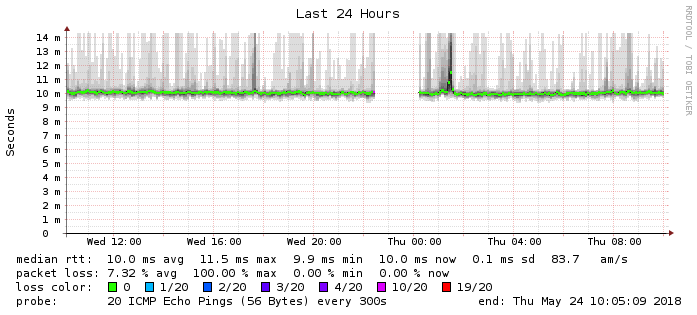 Last 24 Hours
RRDTOOL / TOBI OETIKER
Seconds
14 m
13 m
12 m
11 m
10 m
9 m
8 m
7 m
6 m
5 m
4 m
3 m
2 m
1 m
0
Wed 12:00 Wed 16:00 Wed 20:00 Thu 00:00 Thu 04:00 Thu 08:00
median rtt: 10.0 ms avg 11.5 ms max 9.9 ms min 10.0 ms now 0.1 ms sd 83.7 am/s
packet loss: 7.32 % avg 100.00 % max 0.00 % min 0.00 % now
loss color: 0 1/20 2/20 3/20 4/20 10/20 19/20
probe: 20 ICMP Echo Pings (56 Bytes) every 300s end: Thu May 24 10:05:09 2018